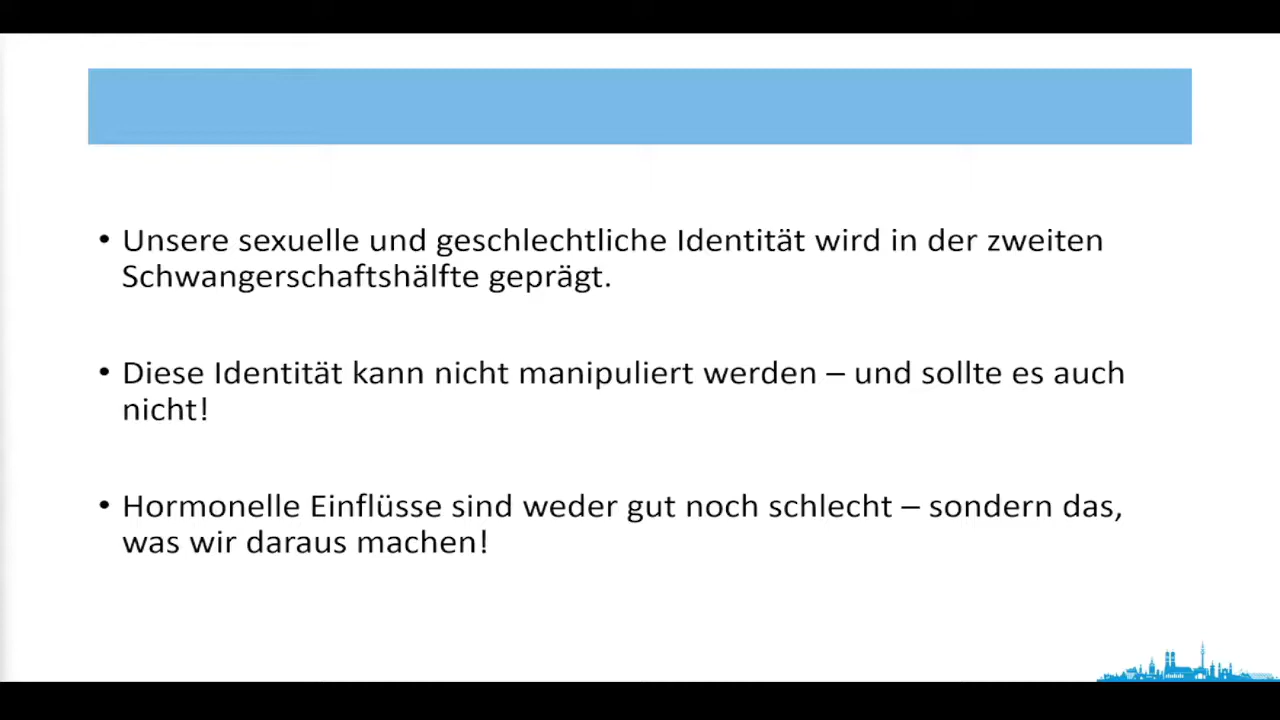 • Unsere sexuelle und geschlechtliche Identität wird in der zweiten
Schwangerschaftshälfte geprägt.
• Diese Identität kann nicht manipuliert werden – und sollte es auch
nicht!
• Hormonelle Einflüsse sind weder gut noch schlecht – sondern das,
was wir daraus machen!